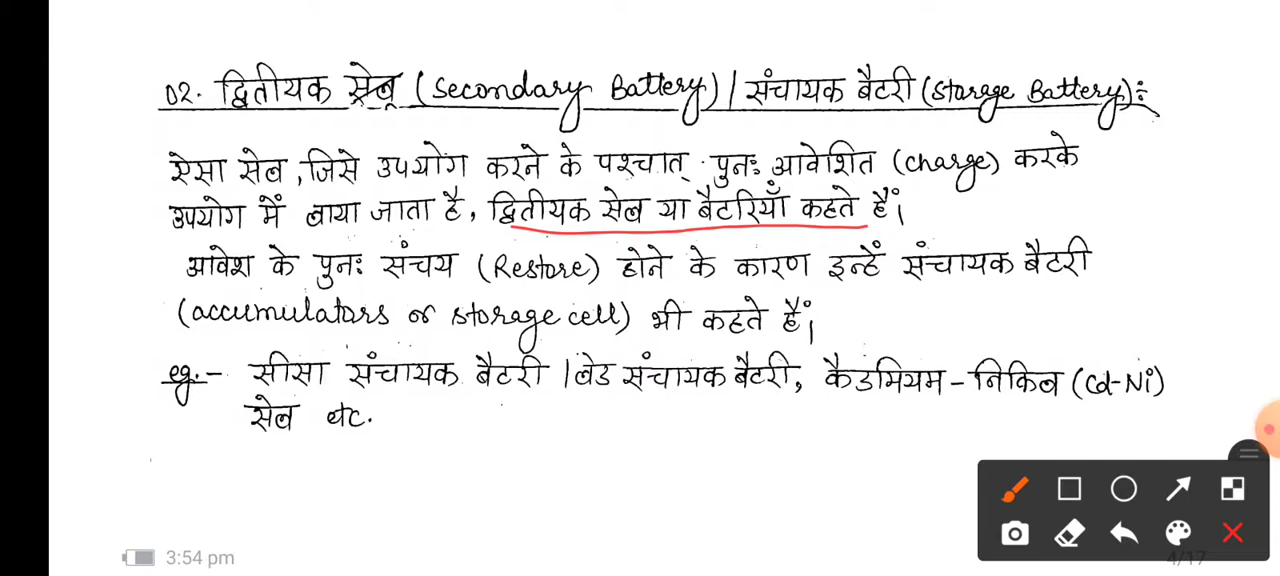 02. द्वितीयक सेल (Secondary Battery) / संचायक बैटरी (Storage Battery):
ऐसा सेल, जिसे उपयोग करने के पश्चात् पुनः आवेशित (charge) करके
उपयोग में लाया जाता है, द्वितीयक सेल या बैटरियाँ कहते हैं।
आवेश के पुनः संचय (Restore) होने के कारण इन्हें संचायक बैटरी
(accumulators or storage cell) भी कहते हैं।
eg:- सीसा संचायक बैटरी / लेड संचायक बैटरी, कैडमियम - निकिल (Cd-Ni)
सेल etc.
3:54 pm
4/17